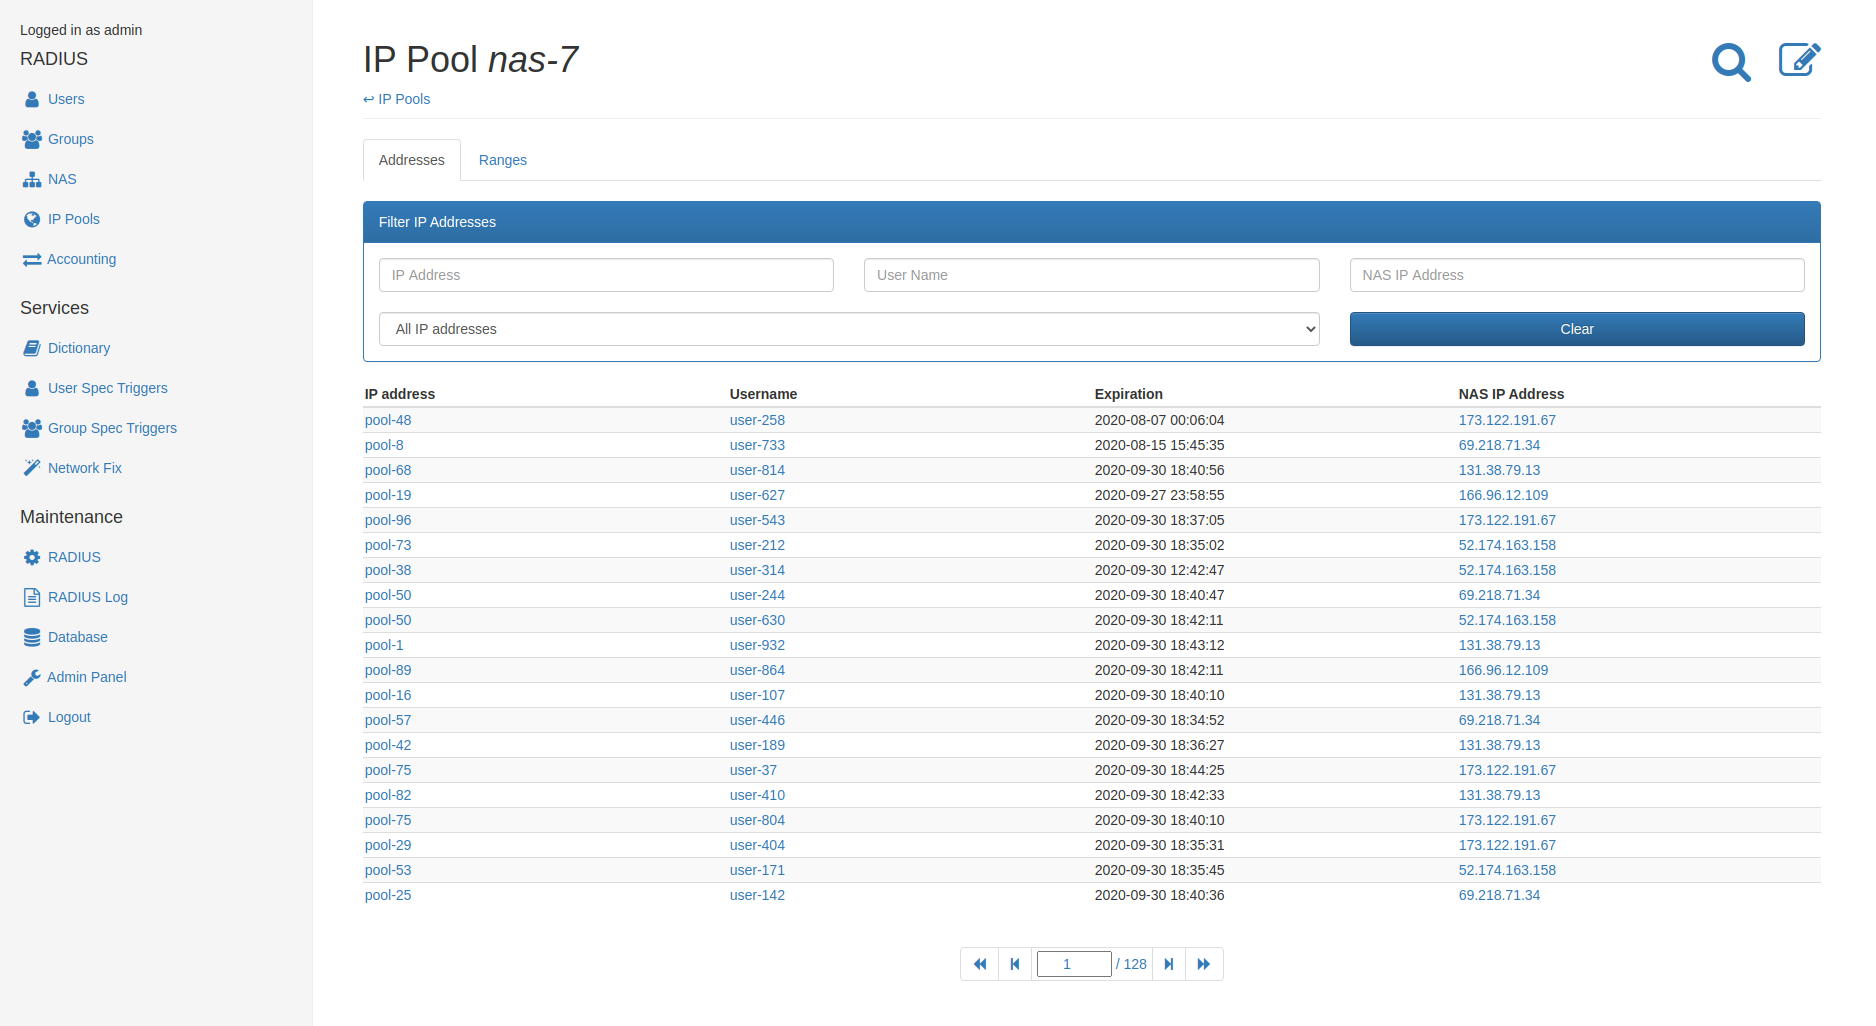 Logged in as admin
RADIUS
Users
Groups
NAS
IP Pools
Accounting
Services
Dictionary
User Spec Triggers
Group Spec Triggers
Network Fix
Maintenance
RADIUS
RADIUS Log
Database
Admin Panel
Logout
IP Pool nas-7
↩ IP Pools
Addresses Ranges
Filter IP Addresses
IP Address User Name NAS IP Address
All IP addresses Clear
IP address Username Expiration NAS IP Address
pool-48 user-258 2020-08-07 00:06:04 173.122.191.67
pool-8 user-733 2020-08-15 15:45:35 69.218.71.34
pool-68 user-814 2020-09-30 18:40:56 131.38.79.13
pool-19 user-627 2020-09-27 23:58:55 166.96.12.109
pool-96 user-543 2020-09-30 18:37:05 173.122.191.67
pool-73 user-212 2020-09-30 18:35:02 52.174.163.158
pool-38 user-314 2020-09-30 12:42:47 52.174.163.158
pool-50 user-244 2020-09-30 18:40:47 69.218.71.34
pool-50 user-630 2020-09-30 18:42:11 52.174.163.158
pool-1 user-932 2020-09-30 18:43:12 131.38.79.13
pool-89 user-864 2020-09-30 18:42:11 166.96.12.109
pool-16 user-107 2020-09-30 18:40:10 131.38.79.13
pool-57 user-446 2020-09-30 18:34:52 69.218.71.34
pool-42 user-189 2020-09-30 18:36:27 131.38.79.13
pool-75 user-37 2020-09-30 18:44:25 173.122.191.67
pool-82 user-410 2020-09-30 18:42:33 131.38.79.13
pool-75 user-804 2020-09-30 18:40:10 173.122.191.67
pool-29 user-404 2020-09-30 18:35:31 173.122.191.67
pool-53 user-171 2020-09-30 18:35:45 52.174.163.158
pool-25 user-142 2020-09-30 18:40:36 69.218.71.34
1 / 128